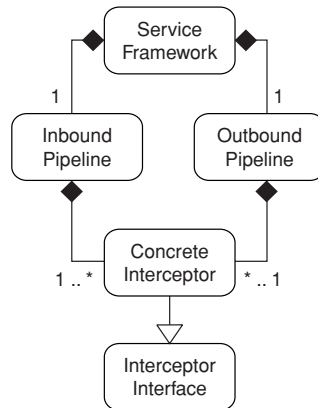 Service
Framework
1
1
Inbound
Pipeline
Outbound
Pipeline
Concrete
Interceptor
1 .. *
* .. 1
Interceptor
Interface